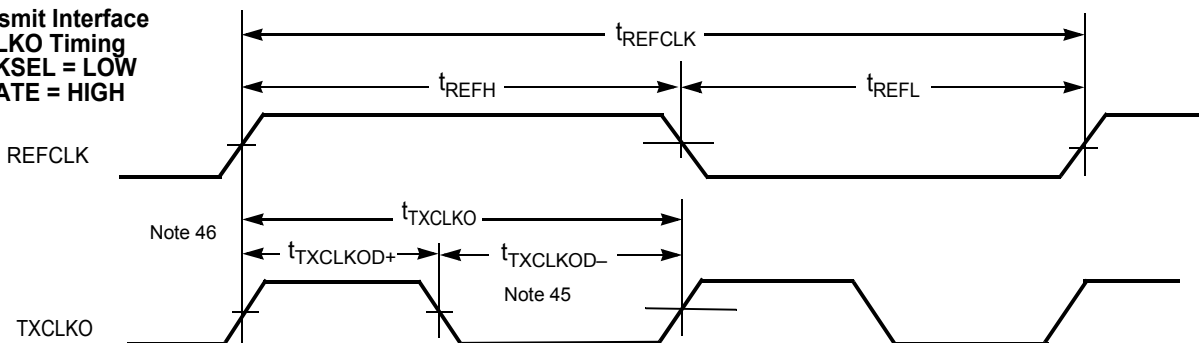 smit Interface
LKO Timing
KSEL = LOW
ATE = HIGH
tREFCLK
tREFH
tREFL
REFCLK
tTXCLKO
Note 46
tTXCLKOD+
tTXCLKOD–
Note 45
TXCLKO